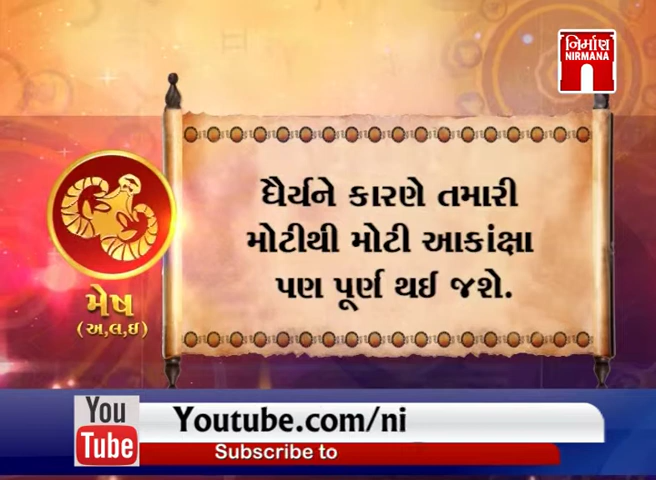 નિર્માણ
NIRMANA
ધૈર્યને કારણે તમારી
મોટીથી મોટી આકાંક્ષા
પણ પૂર્ણ થઈ જશે.
મેષ
(અ,લ,ઇ)
You
Tube
Youtube.com/ni
Subscribe to